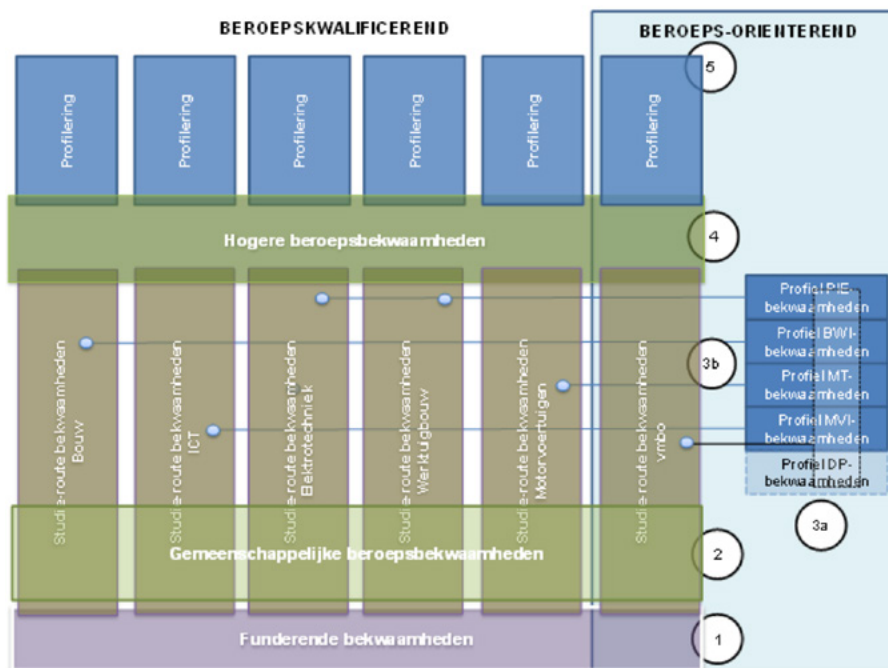 BEROEPSKWALIFICEREND
BEROEPS-ORIENTEREND
5
Profilering
Profilering
Profilering
Profilering
Profilering
Profilering
Hogere beroepsbekwaamheden
4
Profiel PIE-
bekwaamheden
Profiel BWI-
bekwaamheden
Profiel MT-
bekwaamheden
Profiel MVI-
bekwaamheden
Profiel DP-
bekwaamheden
3b
3a
Studie-route bekwaamheden
Bouw
Studie-route bekwaamheden
ICT
Studie-route bekwaamheden
Elektrotechniek
Studie-route bekwaamheden
Werktuigbouw
Studie-route bekwaamheden
Motorvoertuigen
Studie-route bekwaamheden
vmbo
Gemeenschappelijke beroepsbekwaamheden
2
Funderende bekwaamheden
1